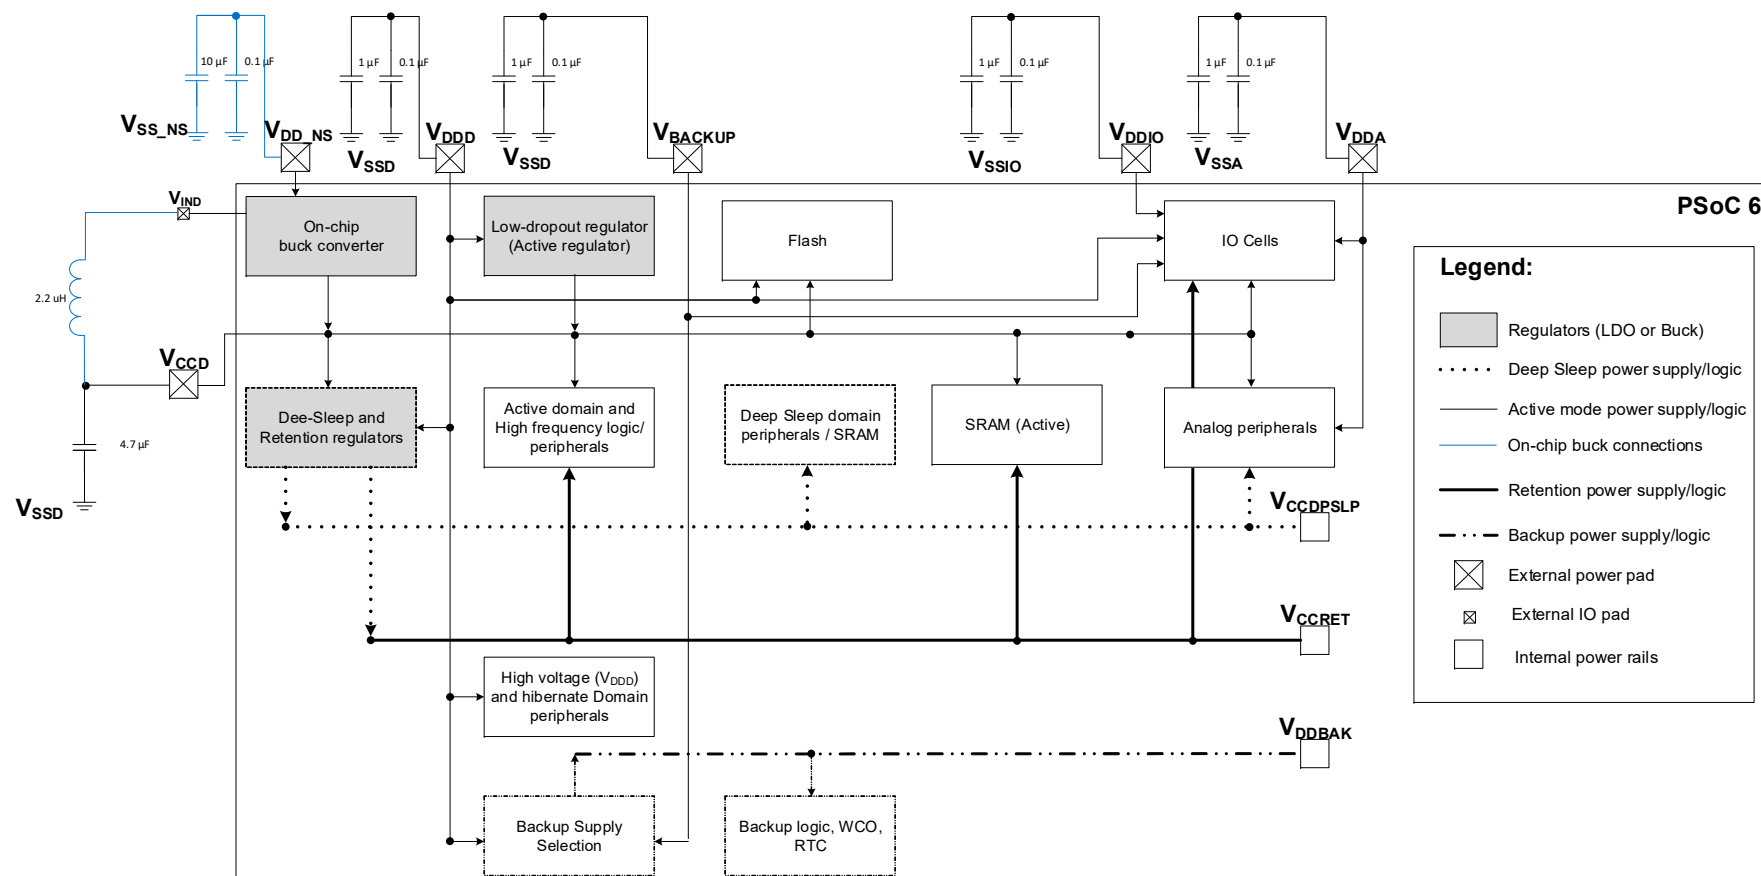 10 µF
0.1 µF
1 µF
0.1 µF
1 µF
0.1 µF
1 µF
0.1 µF
1 µF
0.1 µF
VSS_NS
VDD_NS
VSSD
VDDD
VSSD
VBACKUP
VSSIO
VDDIO
VSSA
VDDA
PSoC 6
VIND
On-chip
buck converter
Low-dropout regulator
(Active regulator)
Flash
IO Cells
2.2 uH
VCCD
4.7 µF
VSSD
Dee-Sleep and
Retention regulators
Active domain and
High frequency logic/
peripherals
Deep Sleep domain
peripherals / SRAM
SRAM (Active)
Analog peripherals
VCCDPSLP
VCCRET
High voltage (VDDD)
and hibernate Domain
peripherals
VDDBAK
Backup Supply
Selection
Backup logic, WCO,
RTC
Legend:
Regulators (LDO or Buck)
Deep Sleep power supply/logic
Active mode power supply/logic
On-chip buck connections
Retention power supply/logic
Backup power supply/logic
External power pad
External IO pad
Internal power rails